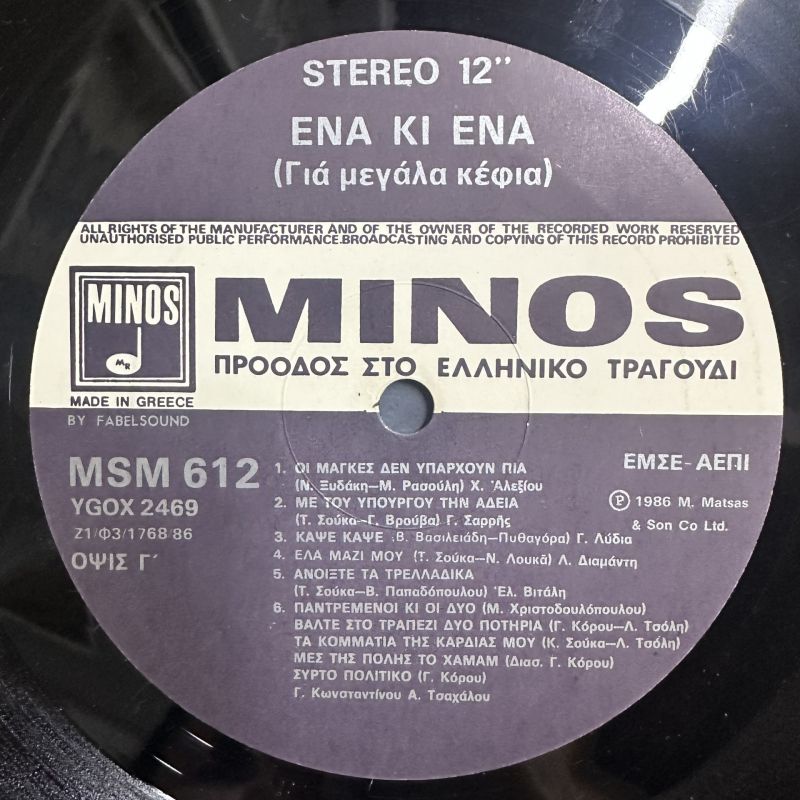 STEREO 12’’
ΕΝΑ ΚΙ ΕΝΑ
(Γιά μεγάλα κέφια)
ALL RIGHTS OF THE MANUFACTURER AND OF THE OWNER OF THE RECORDED WORK RESERVED
UNAUTHORISED PUBLIC PERFORMANCE.BROADCASTING AND COPYING OF THIS RECORD PROHIBITED
MINOS
MR
MADE IN GREECE
BY FABELSOUND
MINOS
ΠΡΟΟΔΟΣ ΣΤΟ ΕΛΛΗΝΙΚΟ ΤΡΑΓΟΥΔΙ
MSM 612
YGOX 2469
Ζ1/Φ3/1768/86
ΟΨΙΣ Γ΄
ΕΜΣΕ-ΑΕΠΙ
℗ 1986 M. Matsas
& Son Co Ltd.
1. ΟΙ ΜΑΓΚΕΣ ΔΕΝ ΥΠΑΡΧΟΥΝ ΠΙΑ
(Ν. Ξυδάκη–Μ. Ρασούλη) Χ. Ἀλεξίου
2. ΜΕ ΤΟΥ ΥΠΟΥΡΓΟΥ ΤΗΝ ΑΔΕΙΑ
(Τ. Σούκα–Γ. Βρούβα) Γ. Σαρρῆς
3. ΚΑΨΕ ΚΑΨΕ (Β. Βασιλειάδη–Πυθαγόρα) Γ. Λύδια
4. ΕΛΑ ΜΑΖΙ ΜΟΥ (Τ. Σούκα–Ν. Λουκᾶ) Λ. Διαμάντη
5. ΑΝΟΙΞΤΕ ΤΑ ΤΡΕΛΛΑΔΙΚΑ
(Τ. Σούκα–Β. Παπαδόπουλου) Ἐλ. Βιτάλη
6. ΠΑΝΤΡΕΜΕΝΟΙ ΚΙ ΟΙ ΔΥΟ (Μ. Χριστοδουλόπουλου)
ΒΑΛΤΕ ΣΤΟ ΤΡΑΠΕΖΙ ΔΥΟ ΠΟΤΗΡΙΑ (Γ. Κόρου–Λ. Τσόλη)
ΤΑ ΚΟΜΜΑΤΙΑ ΤΗΣ ΚΑΡΔΙΑΣ ΜΟΥ (Κ. Σούκα–Λ. Τσόλη)
ΜΕΣ ΤΗΣ ΠΟΛΗΣ ΤΟ ΧΑΜΑΜ (Διασ. Γ. Κόρου)
ΣΥΡΤΟ ΠΟΛΙΤΙΚΟ (Γ. Κόρου)
Γ. Κωνσταντίνου Α. Τσαχάλου